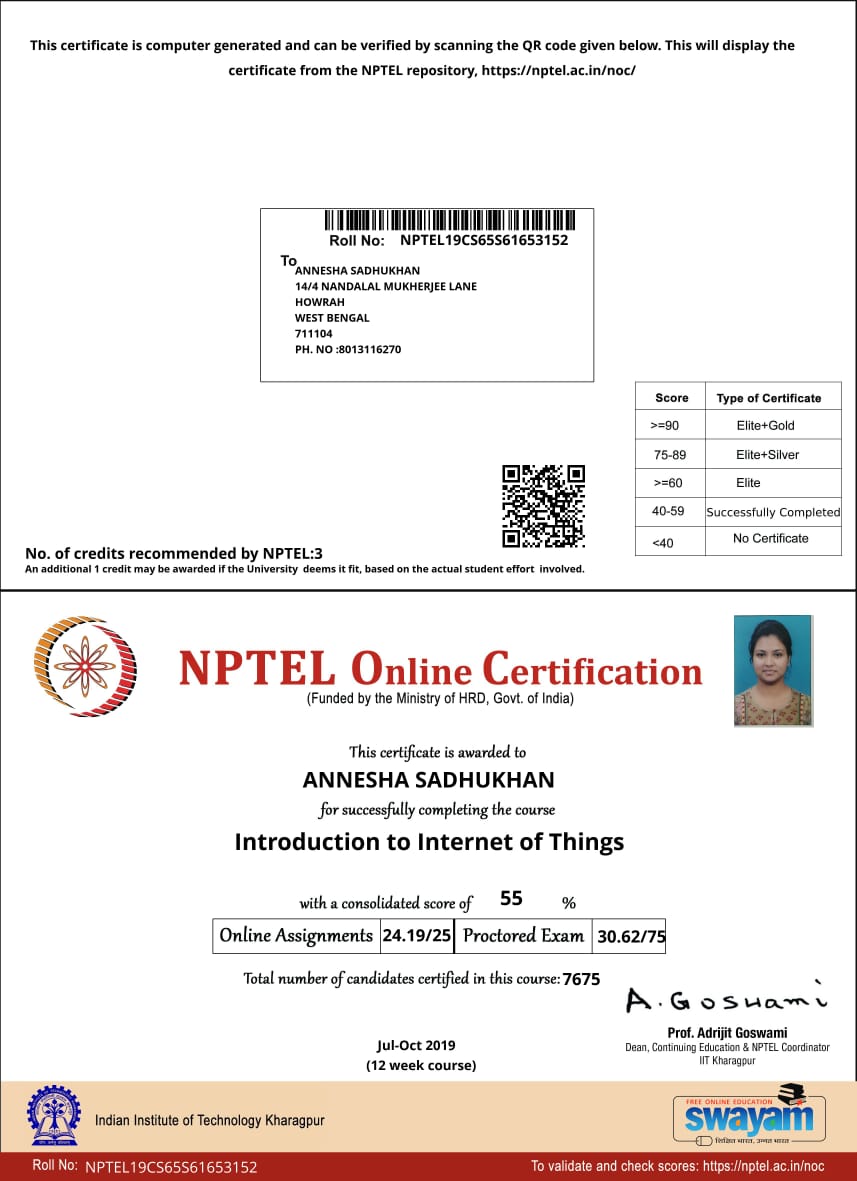 This certificate is computer generated and can be verified by scanning the QR code given below. This will display the
certificate from the NPTEL repository, https://nptel.ac.in/noc/
Roll No: NPTEL19CS65S61653152
To
ANNESHA SADHUKHAN
14/4 NANDALAL MUKHERJEE LANE
HOWRAH
WEST BENGAL
711104
PH. NO :8013116270
Score Type of Certificate
>=90 Elite+Gold
75-89 Elite+Silver
>=60 Elite
40-59 Successfully Completed
<40 No Certificate
No. of credits recommended by NPTEL:3
An additional 1 credit may be awarded if the University deems it fit, based on the actual student effort involved.
NPTEL Online Certification
(Funded by the Ministry of HRD, Govt. of India)
This certificate is awarded to
ANNESHA SADHUKHAN
for successfully completing the course
Introduction to Internet of Things
with a consolidated score of 55 %
Online Assignments 24.19/25 Proctored Exam 30.62/75
Total number of candidates certified in this course: 7675
A. Goswami
Prof. Adrijit Goswami
Dean, Continuing Education & NPTEL Coordinator
IIT Kharagpur
Jul-Oct 2019
(12 week course)
Indian Institute of Technology Kharagpur
FREE ONLINE EDUCATION
swayam
शिक्षित भारत, उन्नत भारत
Roll No: NPTEL19CS65S61653152
To validate and check scores: https://nptel.ac.in/noc